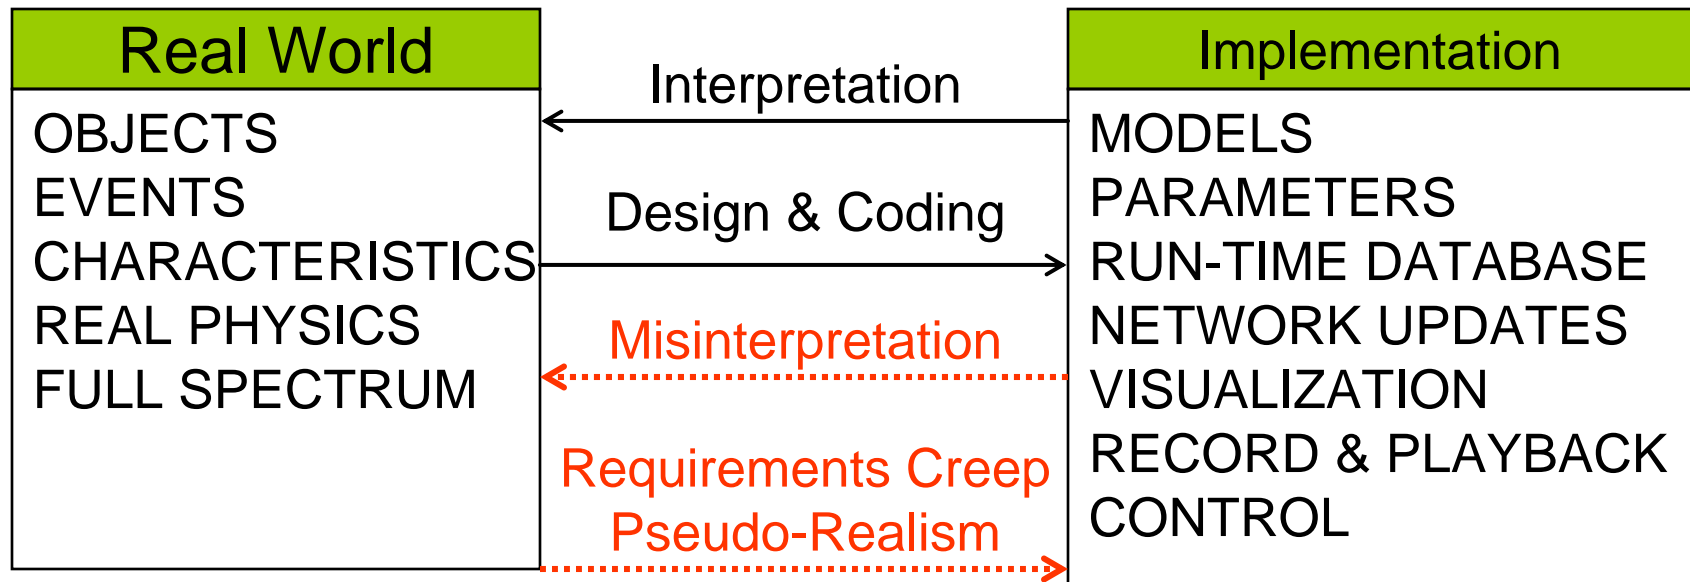 Real World
OBJECTS
EVENTS
CHARACTERISTICS
REAL PHYSICS
FULL SPECTRUM
Interpretation
Design & Coding
Misinterpretation
Requirements Creep
Pseudo-Realism
Implementation
MODELS
PARAMETERS
RUN-TIME DATABASE
NETWORK UPDATES
VISUALIZATION
RECORD & PLAYBACK
CONTROL